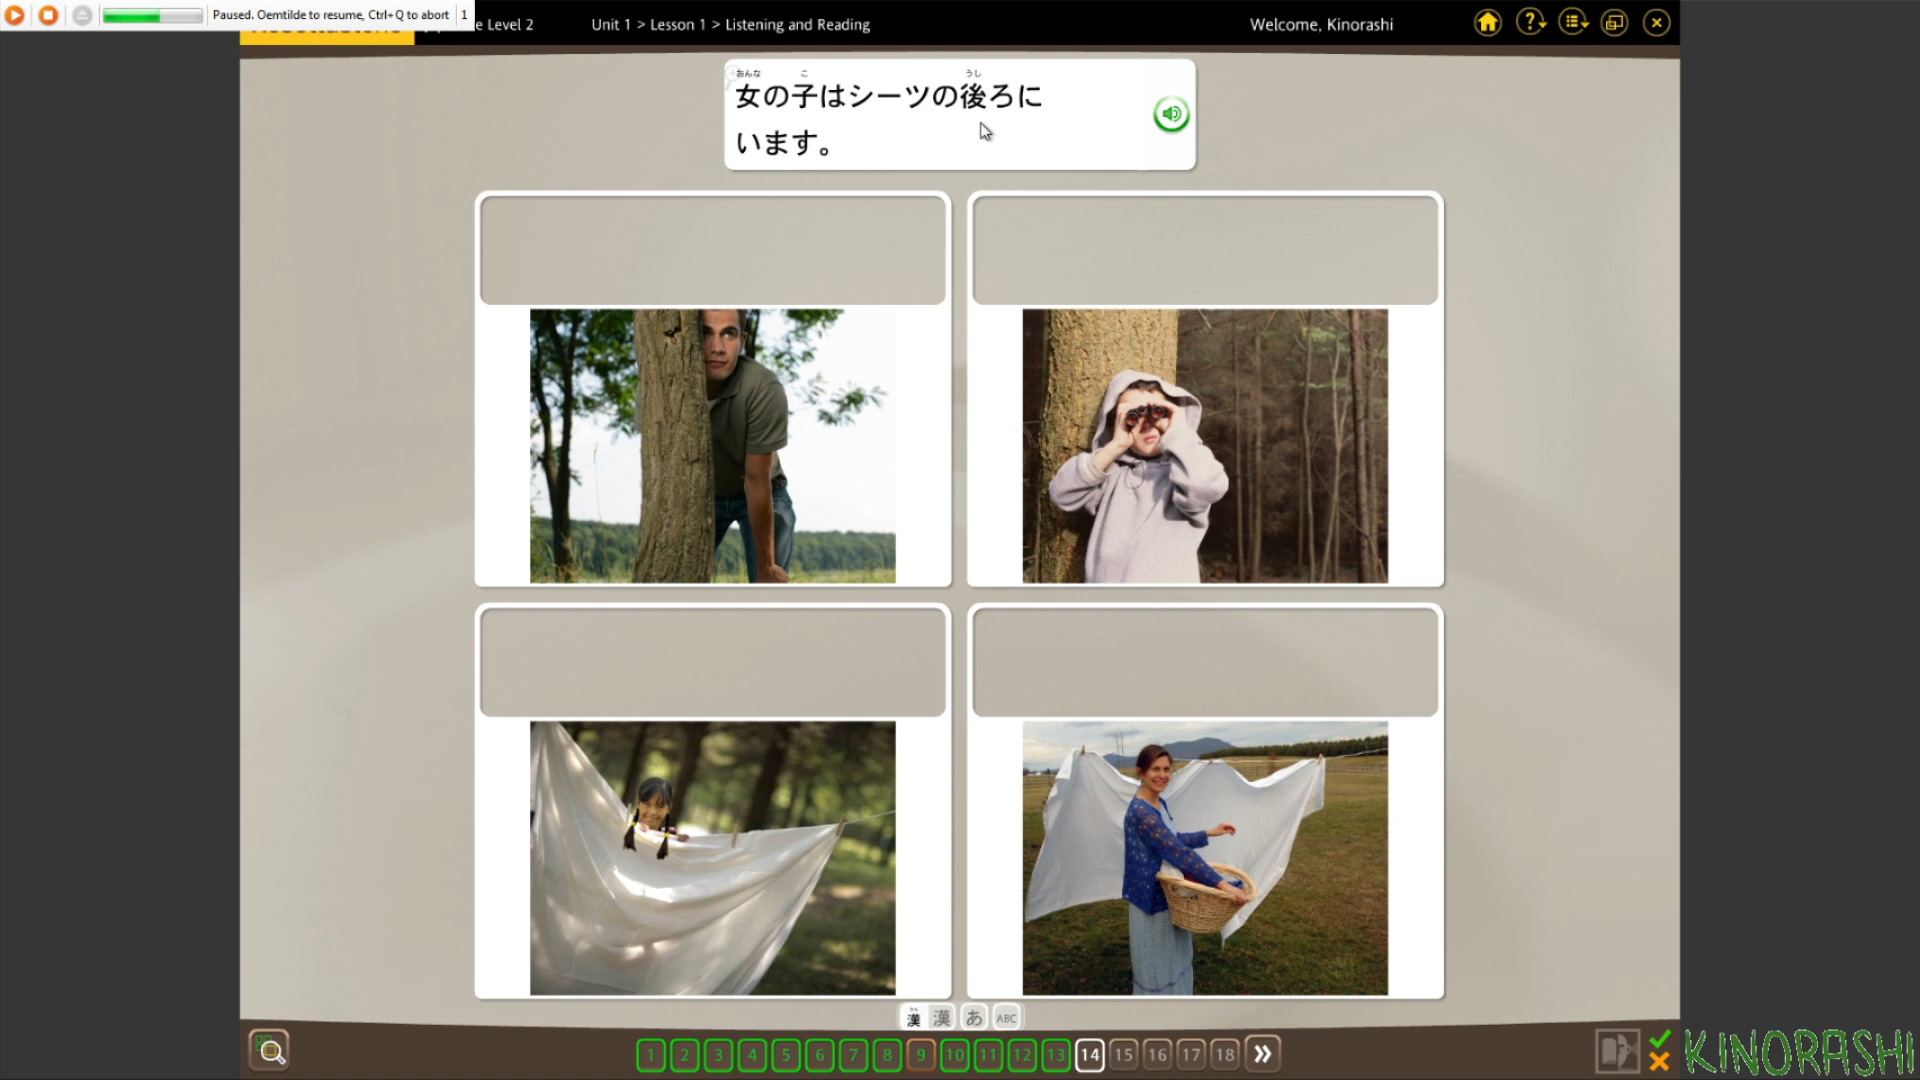 Paused. Oemtilde to resume, Ctrl+Q to abort 1
e Level 2
Unit 1 > Lesson 1 > Listening and Reading
Welcome, Kinorashi
おんな こ うし
女の子はシーツの後ろに
います。
かん
漢 漢 あ ABC
1 2 3 4 5 6 7 8 9 10 11 12 13 14 15 16 17 18
KINORASHI